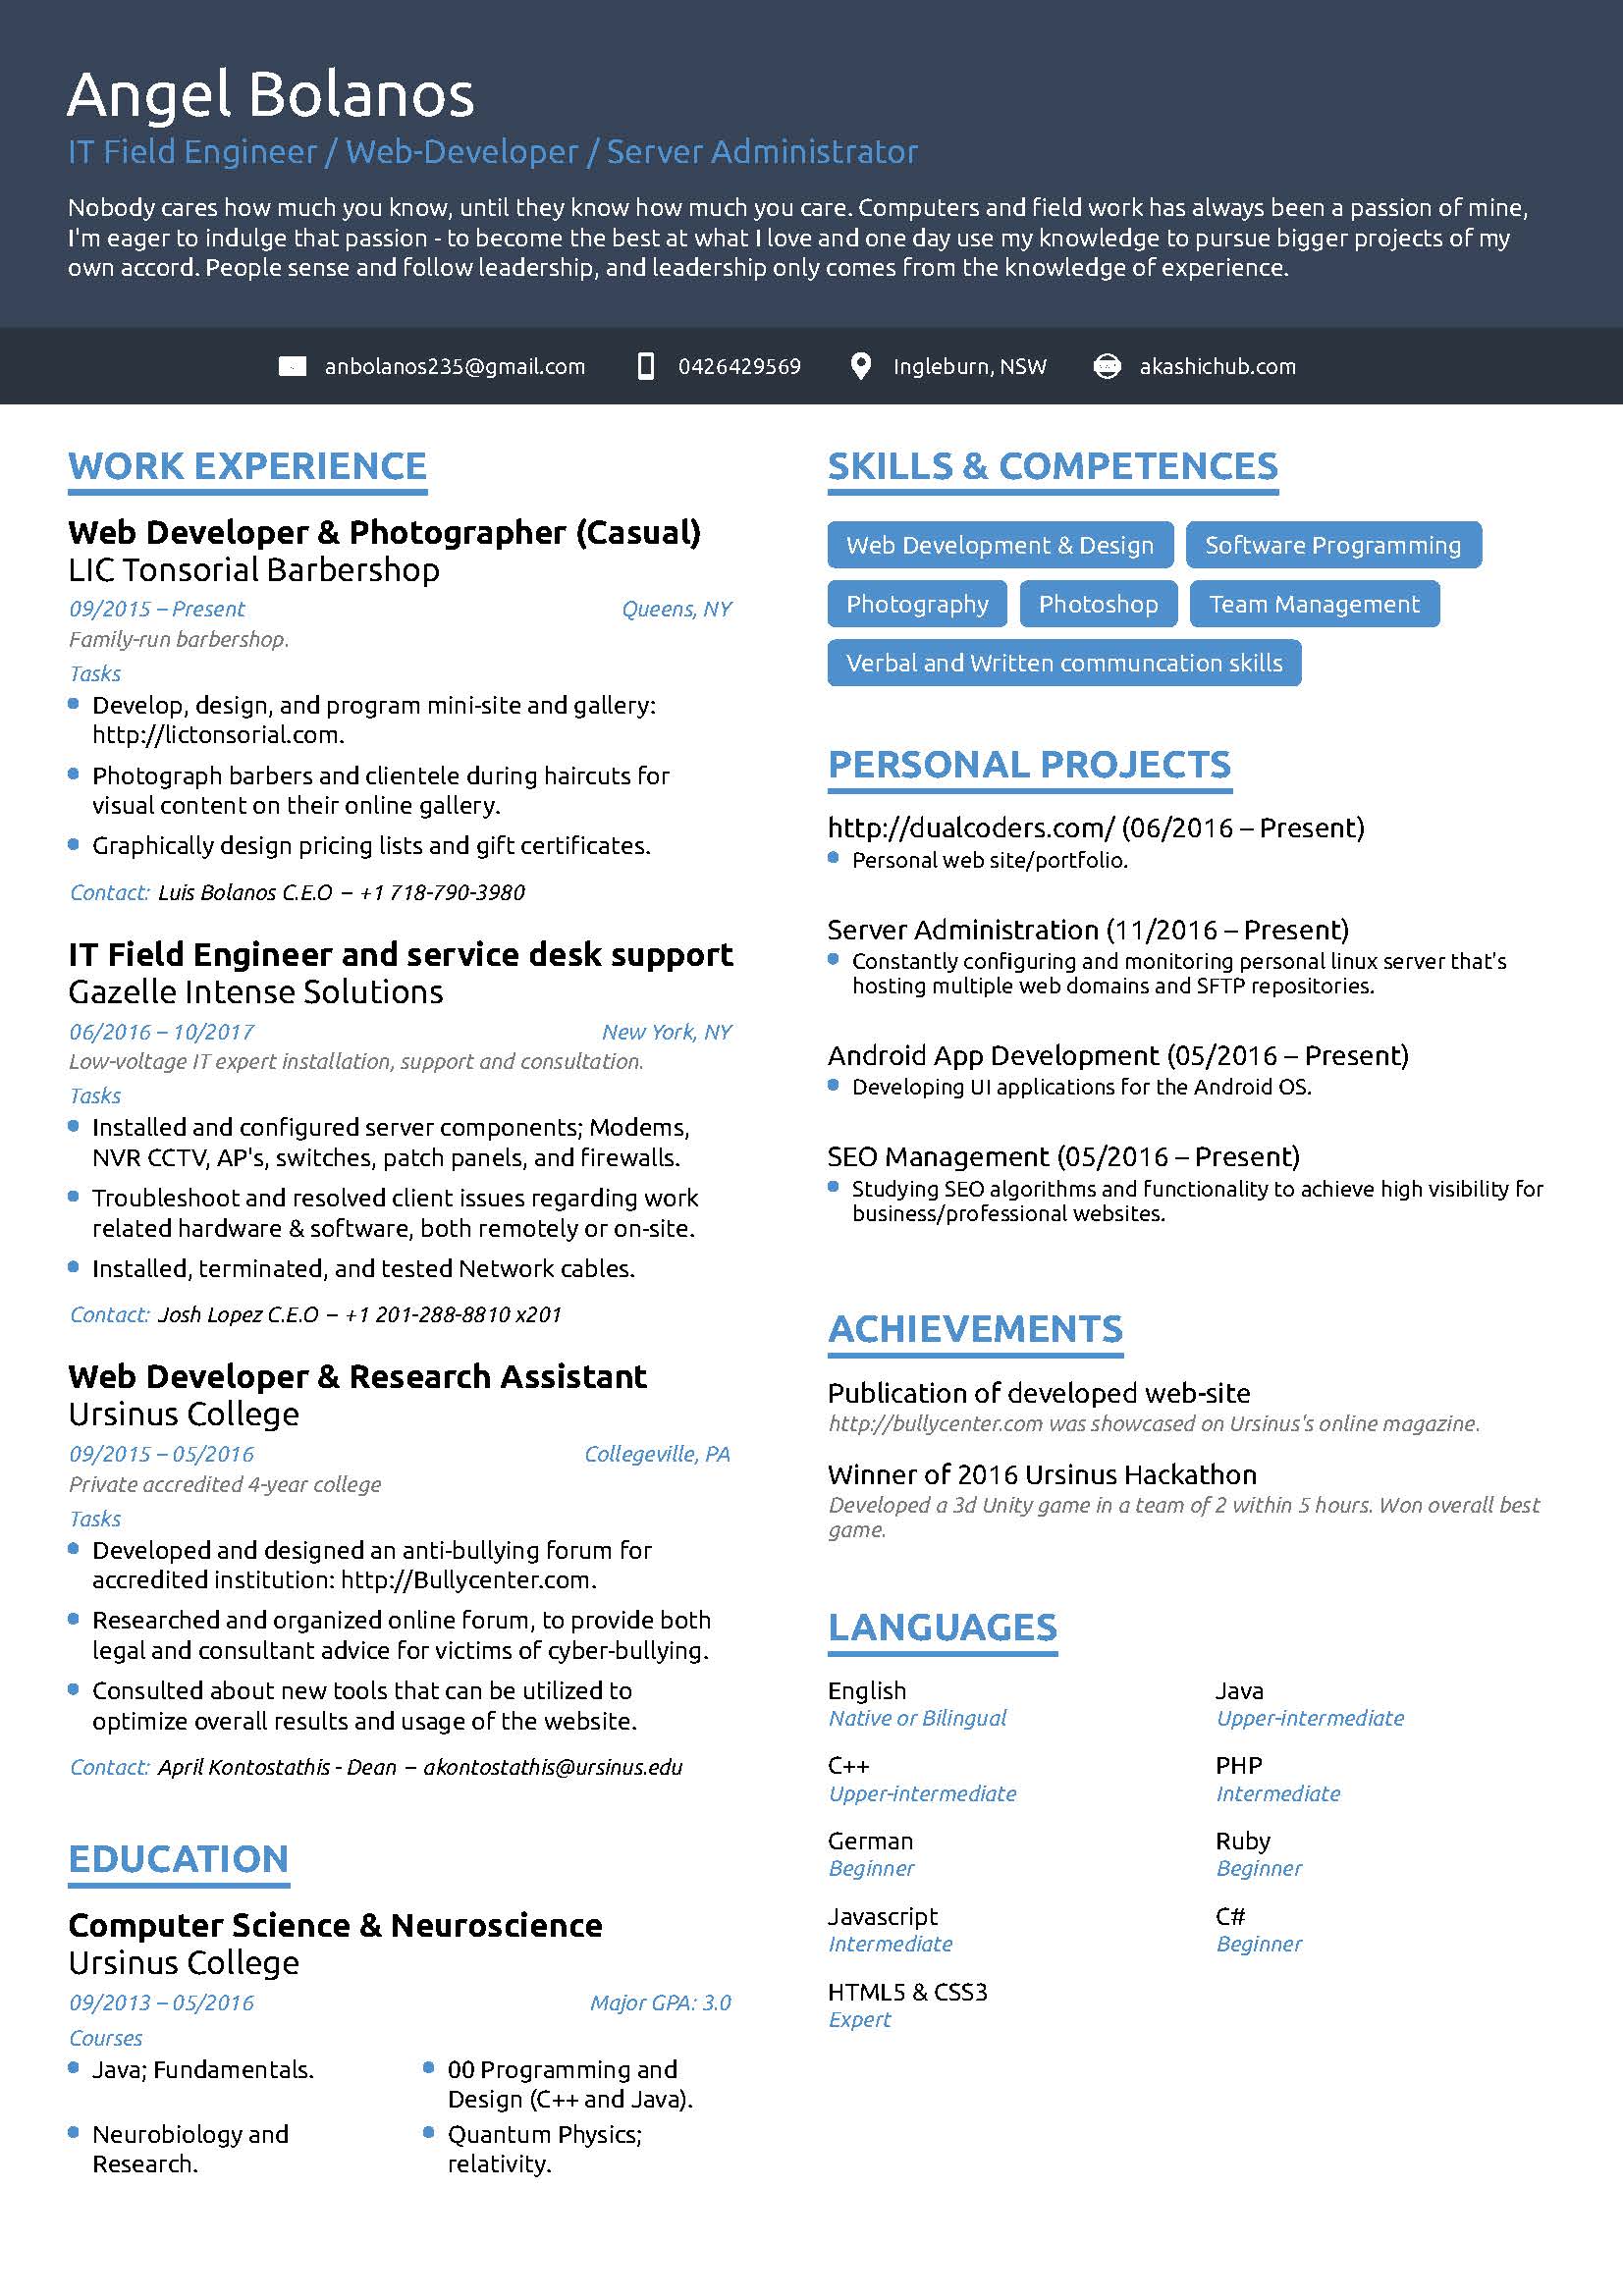 Angel Bolanos
IT Field Engineer / Web-Developer / Server Administrator
Nobody cares how much you know, until they know how much you care. Computers and field work has always been a passion of mine,
I'm eager to indulge that passion - to become the best at what I love and one day use my knowledge to pursue bigger projects of my
own accord. People sense and follow leadership, and leadership only comes from the knowledge of experience.
anbolanos235@gmail.com 0426429569 Ingleburn, NSW akashichub.com
WORK EXPERIENCE
Web Developer & Photographer (Casual)
LIC Tonsorial Barbershop
09/2015 – Present Queens, NY
Family-run barbershop.
Tasks
Develop, design, and program mini-site and gallery:
http://lictonsorial.com.
Photograph barbers and clientele during haircuts for
visual content on their online gallery.
Graphically design pricing lists and gift certificates.
Contact: Luis Bolanos C.E.O – +1 718-790-3980
IT Field Engineer and service desk support
Gazelle Intense Solutions
06/2016 – 10/2017 New York, NY
Low-voltage IT expert installation, support and consultation.
Tasks
Installed and configured server components; Modems,
NVR CCTV, AP's, switches, patch panels, and firewalls.
Troubleshoot and resolved client issues regarding work
related hardware & software, both remotely or on-site.
Installed, terminated, and tested Network cables.
Contact: Josh Lopez C.E.O – +1 201-288-8810 x201
Web Developer & Research Assistant
Ursinus College
09/2015 – 05/2016 Collegeville, PA
Private accredited 4-year college
Tasks
Developed and designed an anti-bullying forum for
accredited institution: http://Bullycenter.com.
Researched and organized online forum, to provide both
legal and consultant advice for victims of cyber-bullying.
Consulted about new tools that can be utilized to
optimize overall results and usage of the website.
Contact: April Kontostathis - Dean – akontostathis@ursinus.edu
EDUCATION
Computer Science & Neuroscience
Ursinus College
09/2013 – 05/2016 Major GPA: 3.0
Courses
Java; Fundamentals.
00 Programming and
Design (C++ and Java).
Neurobiology and
Research.
Quantum Physics;
relativity.
SKILLS & COMPETENCES
Web Development & Design Software Programming
Photography Photoshop Team Management
Verbal and Written communcation skills
PERSONAL PROJECTS
http://dualcoders.com/ (06/2016 – Present)
Personal web site/portfolio.
Server Administration (11/2016 – Present)
Constantly configuring and monitoring personal linux server that's
hosting multiple web domains and SFTP repositories.
Android App Development (05/2016 – Present)
Developing UI applications for the Android OS.
SEO Management (05/2016 – Present)
Studying SEO algorithms and functionality to achieve high visibility for
business/professional websites.
ACHIEVEMENTS
Publication of developed web-site
http://bullycenter.com was showcased on Ursinus's online magazine.
Winner of 2016 Ursinus Hackathon
Developed a 3d Unity game in a team of 2 within 5 hours. Won overall best
game.
LANGUAGES
English Java
Native or Bilingual Upper-intermediate
C++ PHP
Upper-intermediate Intermediate
German Ruby
Beginner Beginner
Javascript C#
Intermediate Beginner
HTML5 & CSS3
Expert